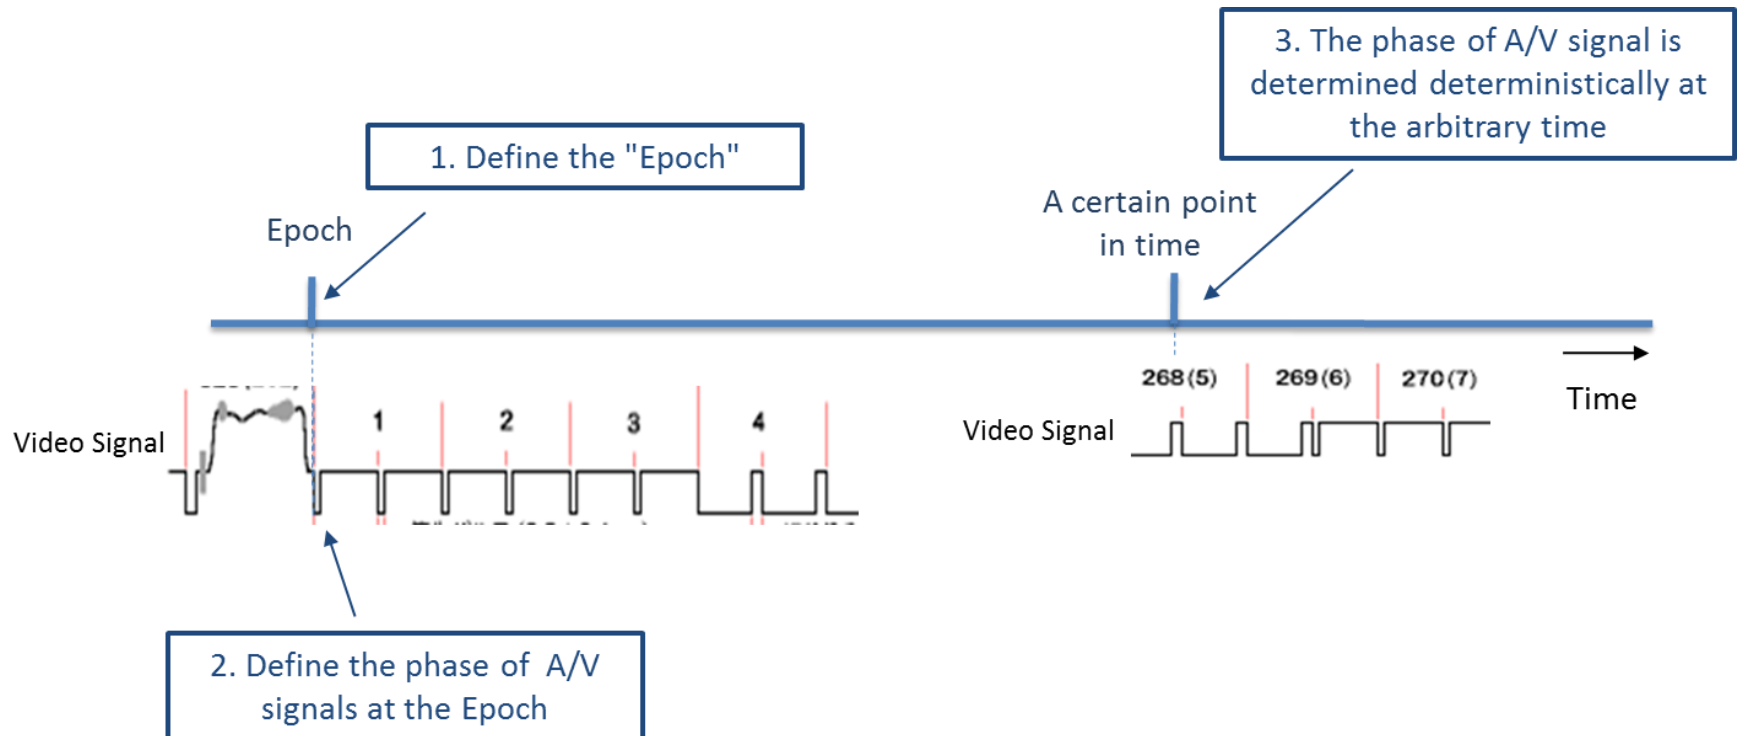 3. The phase of A/V signal is
determined deterministically at
the arbitrary time
1. Define the "Epoch"
A certain point
in time
Epoch
268(5) 269(6) 270(7)
Time
Video Signal
1 2 3 4
Video Signal
2. Define the phase of A/V
signals at the Epoch